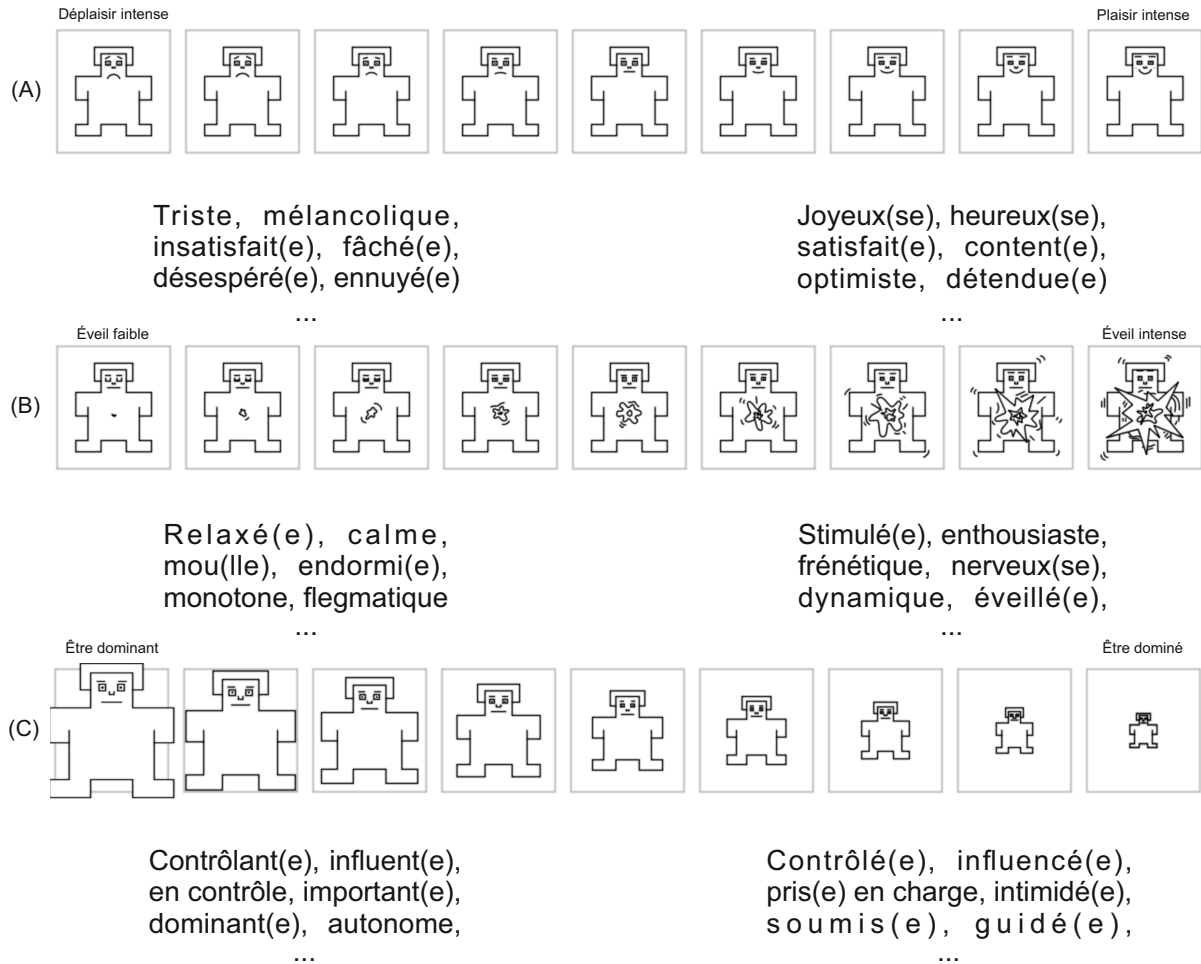 Déplaisir intense
Plaisir intense
(A)
Triste, mélancolique,
insatisfait(e), fâché(e),
désespéré(e), ennuyé(e)
...
Joyeux(se), heureux(se),
satisfait(e), content(e),
optimiste, détendue(e)
...
Éveil faible
Éveil intense
(B)
Relaxé(e), calme,
mou(lle), endormi(e),
monotone, flegmatique
...
Stimulé(e), enthousiaste,
frénétique, nerveux(se),
dynamique, éveillé(e),
...
Être dominant
Être dominé
(C)
Contrôlant(e), influent(e),
en contrôle, important(e),
dominant(e), autonome,
...
Contrôlé(e), influencé(e),
pris(e) en charge, intimidé(e),
soumis(e), guidé(e),
...